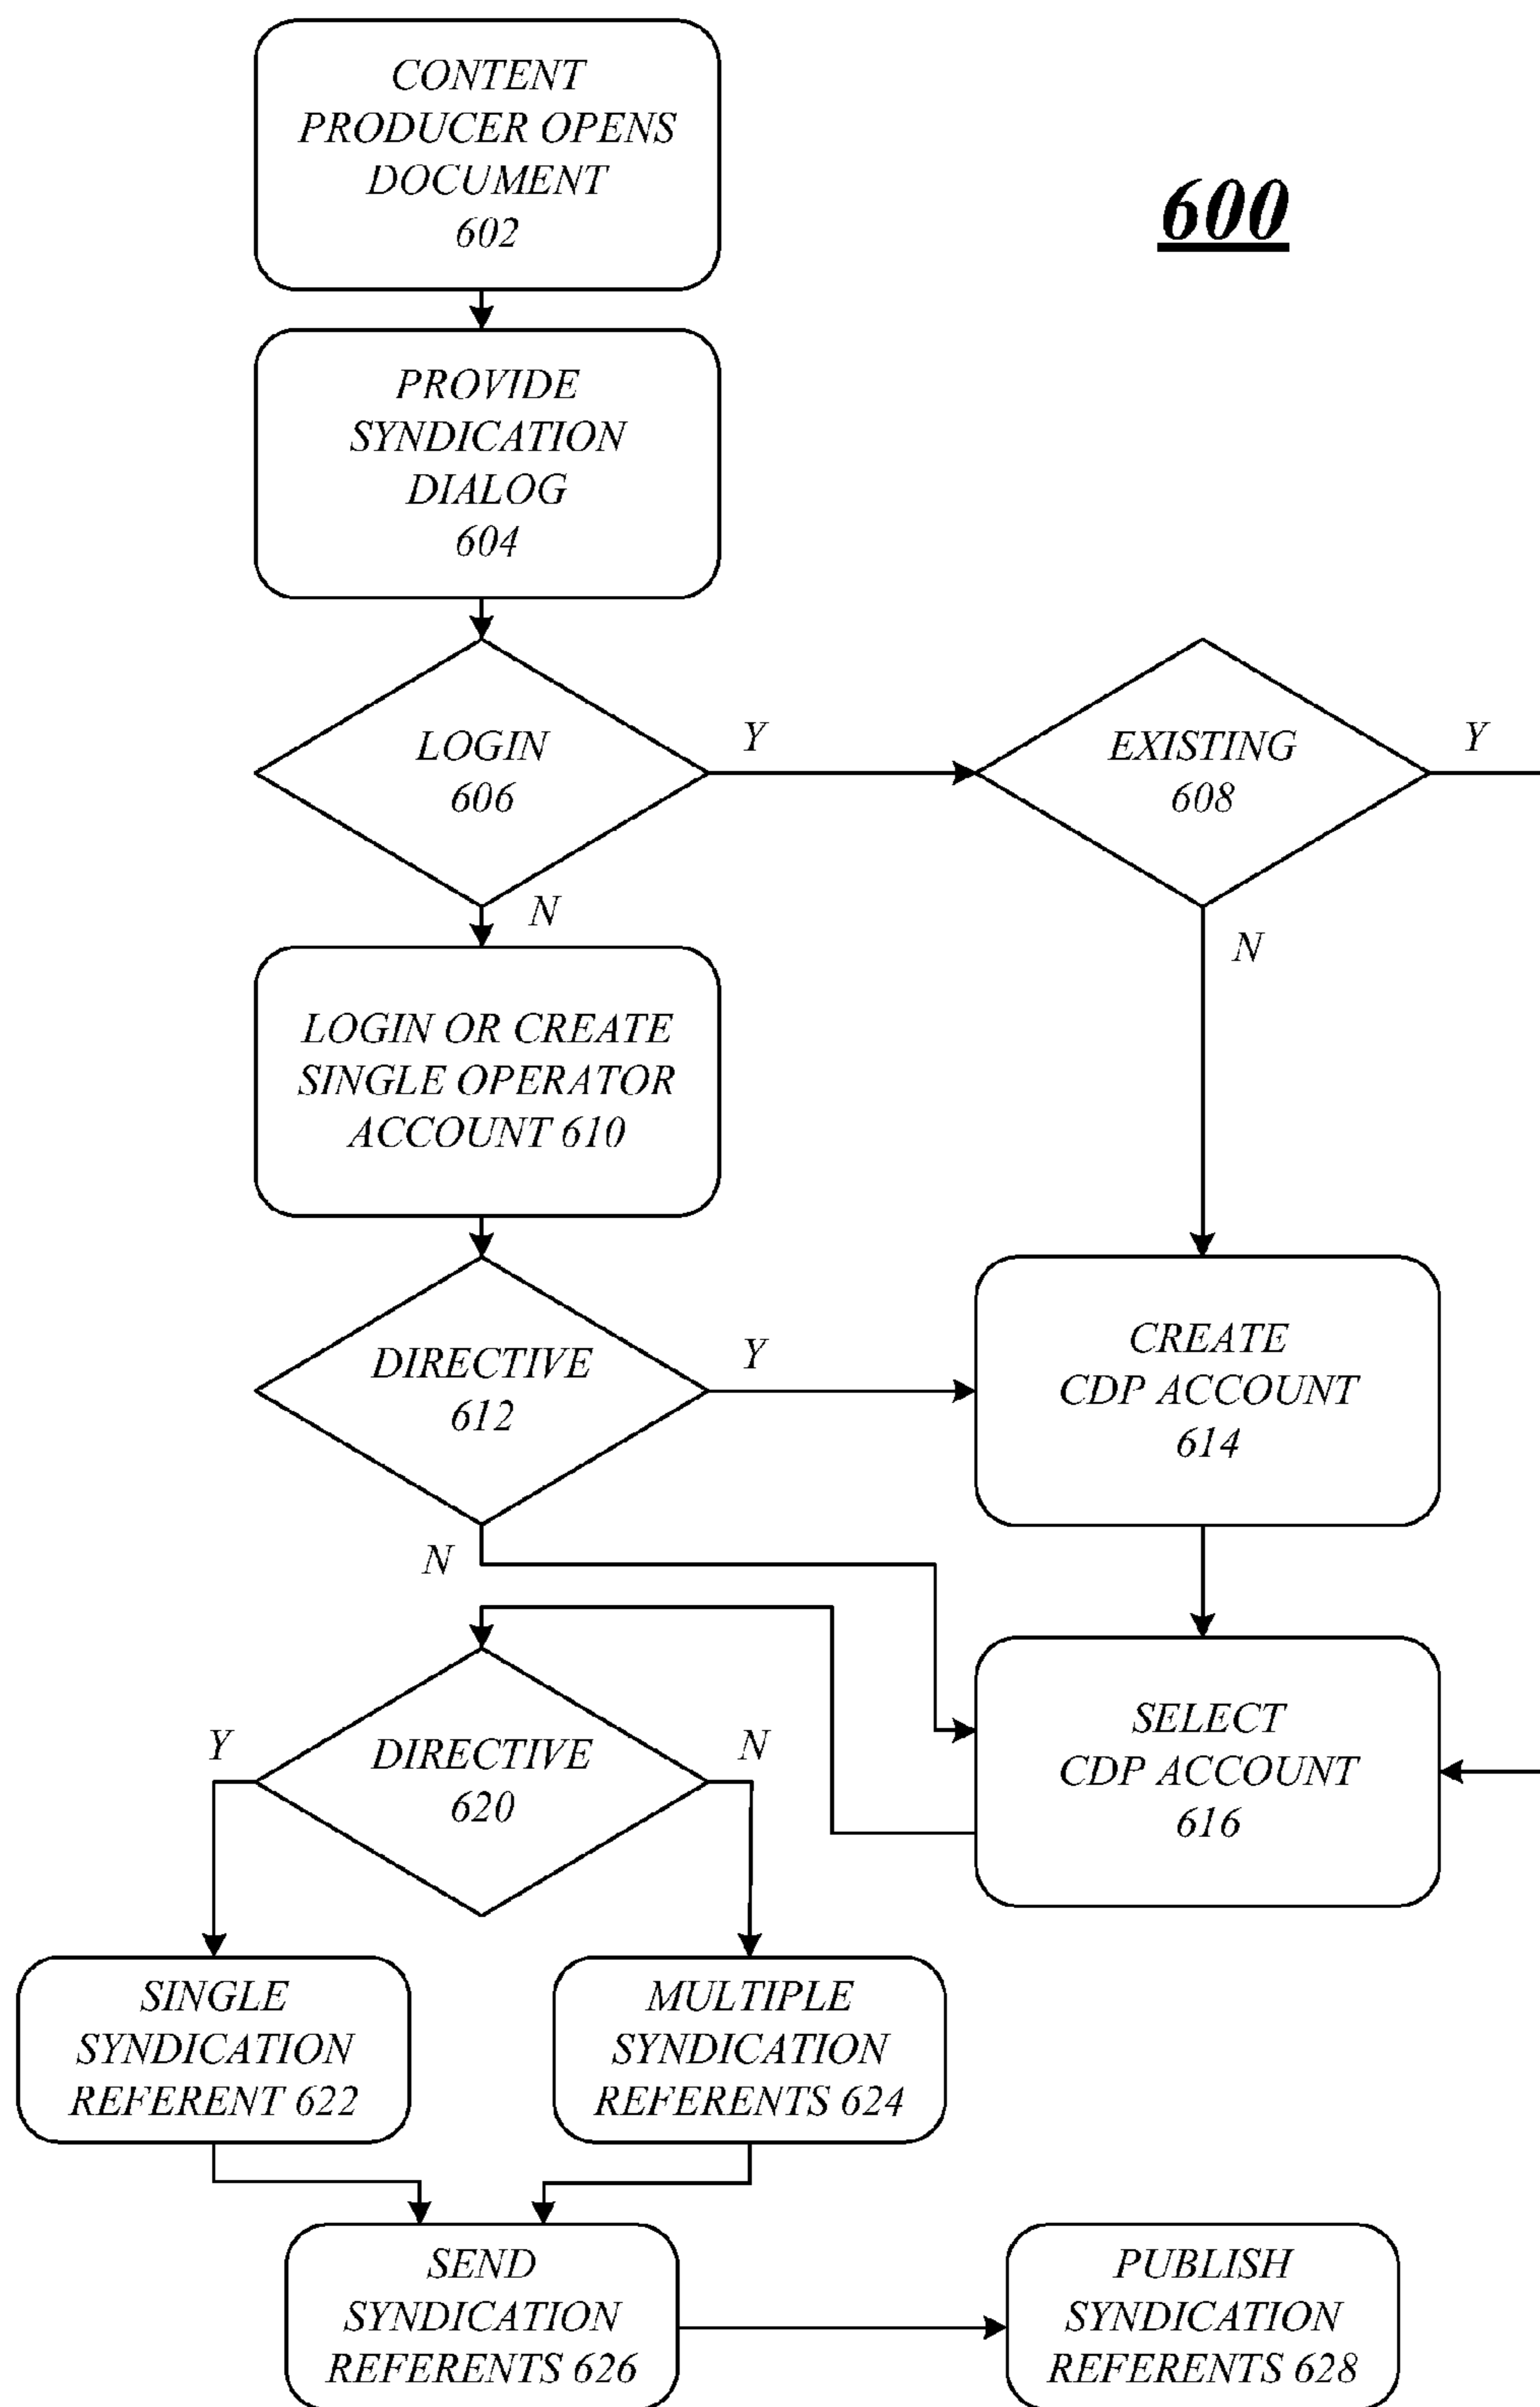 CONTENT
PRODUCER OPENS
DOCUMENT
602
600
PROVIDE
SYNDICATION
DIALOG
604
LOGIN
606
Y
EXISTING
608
Y
N
N
LOGIN OR CREATE
SINGLE OPERATOR
ACCOUNT 610
DIRECTIVE
612
Y
CREATE
CDP ACCOUNT
614
N
DIRECTIVE
620
Y
N
SELECT
CDP ACCOUNT
616
SINGLE
SYNDICATION
REFERENT 622
MULTIPLE
SYNDICATION
REFERENTS 624
SEND
SYNDICATION
REFERENTS 626
PUBLISH
SYNDICATION
REFERENTS 628